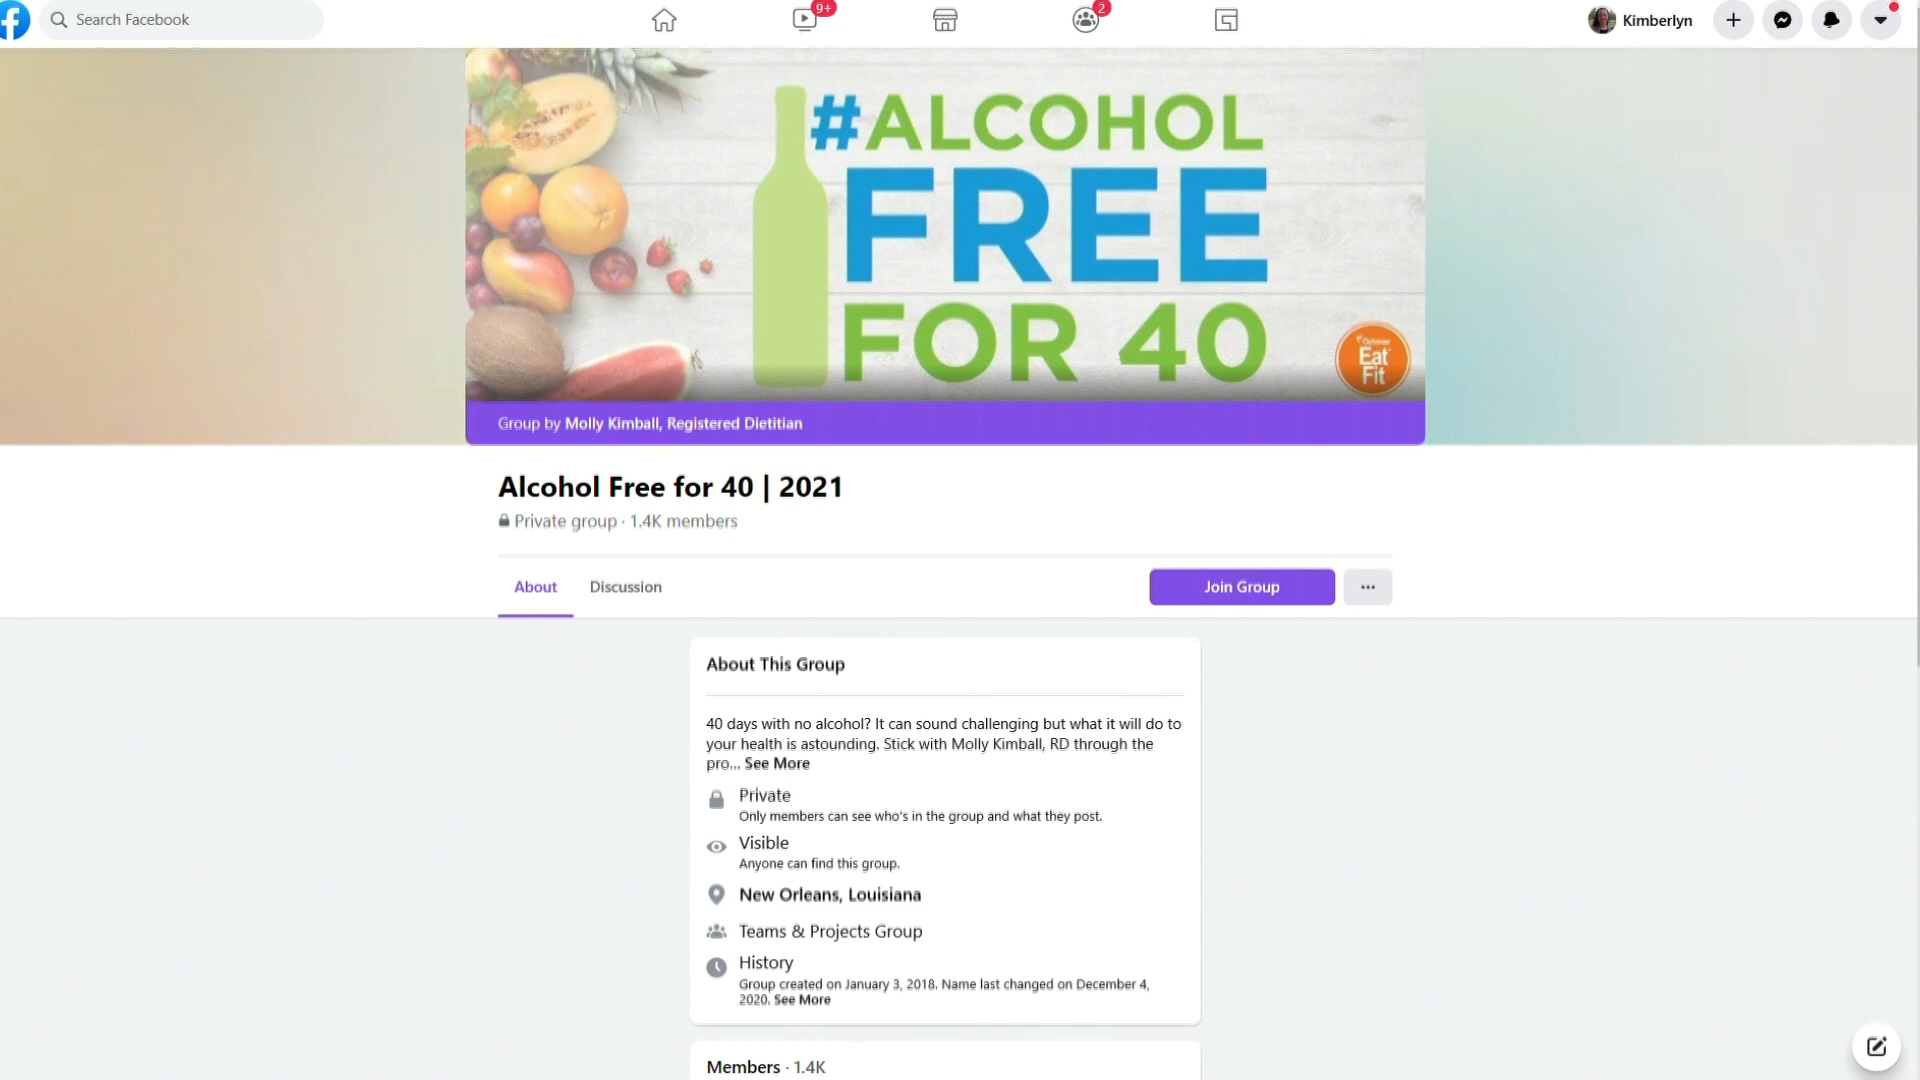 Search Facebook
9+
2
Kimberlyn
#ALCOHOL
FREE
FOR 40
Ochsner
Eat
Fit
Group by Molly Kimball, Registered Dietitian
Alcohol Free for 40 | 2021
Private group · 1.4K members
About
Discussion
Join Group
About This Group
40 days with no alcohol? It can sound challenging but what it will do to
your health is astounding. Stick with Molly Kimball, RD through the
pro... See More
Private
Only members can see who's in the group and what they post.
Visible
Anyone can find this group.
New Orleans, Louisiana
Teams & Projects Group
History
Group created on January 3, 2018. Name last changed on December 4,
2020. See More
Members · 1.4K